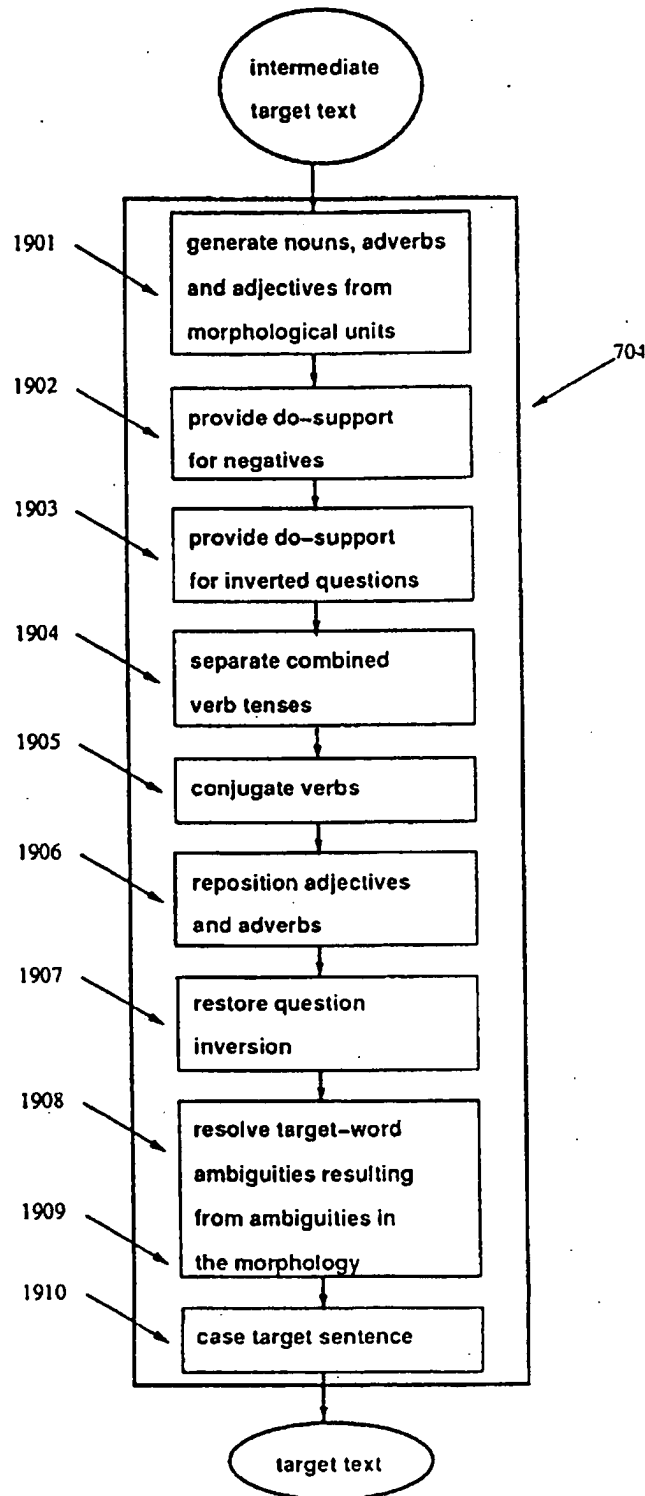 intermediate
target text
1901
generate nouns, adverbs
and adjectives from
morphological units
704
1902
provide do-support
for negatives
1903
provide do-support
for inverted questions
1904
separate combined
verb tenses
1905
conjugate verbs
1906
reposition adjectives
and adverbs
1907
restore question
inversion
1908
resolve target-word
ambiguities resulting
from ambiguities in
1909
the morphology
1910
case target sentence
target text